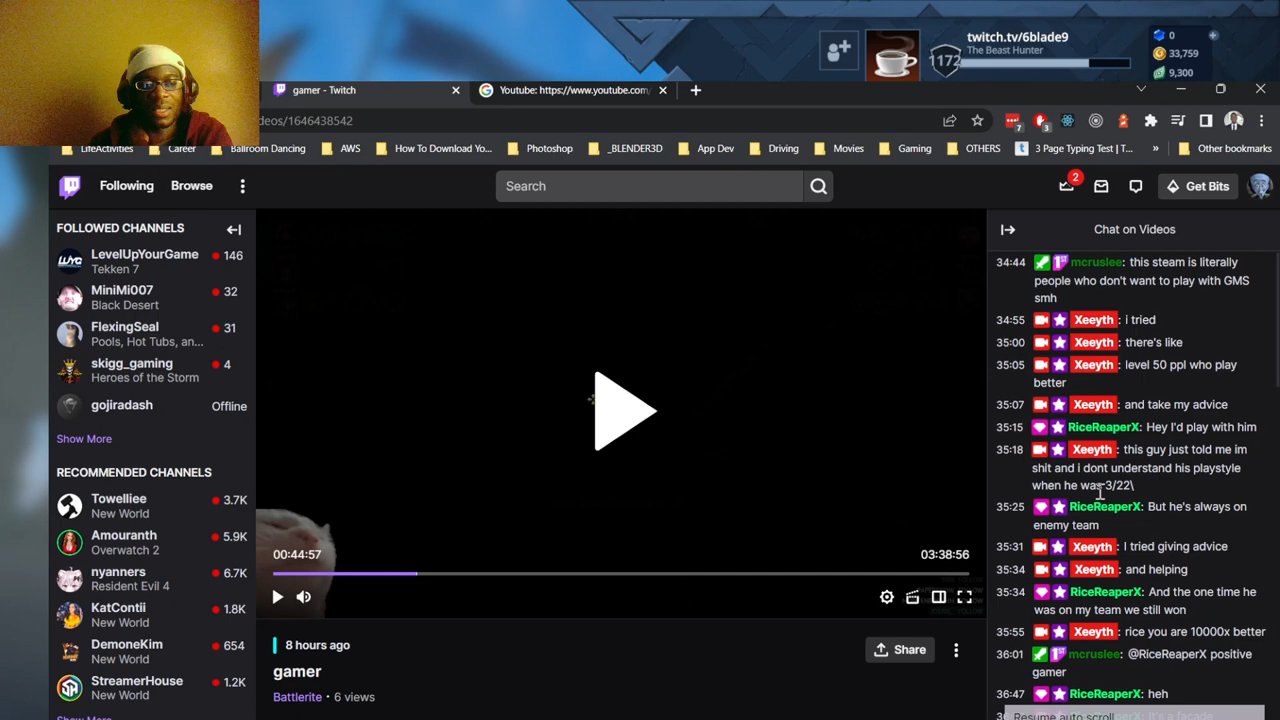 twitch.tv/6blade9
The Beast Hunter
1172
0
33,759
9,300
gamer - Twitch
Youtube: https://www.youtube.com/
deos/1646438542
7
3
LifeActivities
Career
Ballroom Dancing
AWS
How To Download Yo...
Photoshop
_BLENDER3D
App Dev
Driving
Movies
Gaming
OTHERS
3 Page Typing Test | T...
»
Other bookmarks
Following
Browse
Search
2
Get Bits
FOLLOWED CHANNELS
LevelUpYourGame
146
Tekken 7
MiniMi007
32
Black Desert
FlexingSeal
31
Pools, Hot Tubs, an...
skigg_gaming
4
Heroes of the Storm
gojiradash
Offline
Show More
RECOMMENDED CHANNELS
Towelliee
3.7K
New World
Amouranth
5.9K
Overwatch 2
nyanners
6.7K
Resident Evil 4
KatContii
1.8K
New World
DemoneKim
654
New World
StreamerHouse
1.2K
New World
00:44:57
03:38:56
8 hours ago
Share
gamer
Battlerite • 6 views
Chat on Videos
34:44 mcruslee: this steam is literally
people who don't want to play with GMS
smh
34:55 Xeeyth : i tried
35:00 Xeeyth : there's like
35:05 Xeeyth : level 50 ppl who play
better
35:07 Xeeyth : and take my advice
35:15 RiceReaperX: Hey I'd play with him
35:18 Xeeyth : this guy just told me im
shit and i dont understand his playstyle
when he was 3/22\
35:25 RiceReaperX: But he's always on
enemy team
35:31 Xeeyth : I tried giving advice
35:34 Xeeyth : and helping
35:34 RiceReaperX: And the one time he
was on my team we still won
35:55 Xeeyth : rice you are 10000x better
36:01 mcruslee: @RiceReaperX positive
gamer
36:47 RiceReaperX: heh
Resume auto scroll